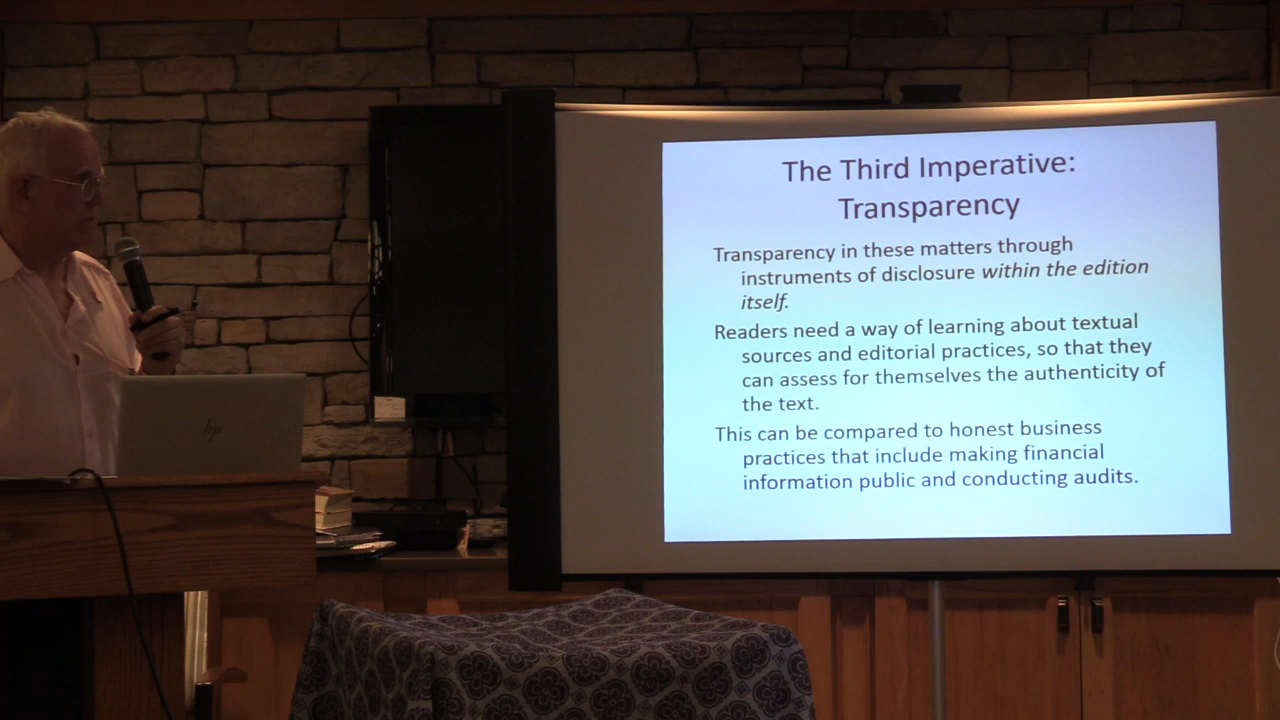 The Third Imperative:
Transparency
Transparency in these matters through
instruments of disclosure within the edition
itself.
Readers need a way of learning about textual
sources and editorial practices, so that they
can assess for themselves the authenticity of
the text.
This can be compared to honest business
practices that include making financial
information public and conducting audits.
hp